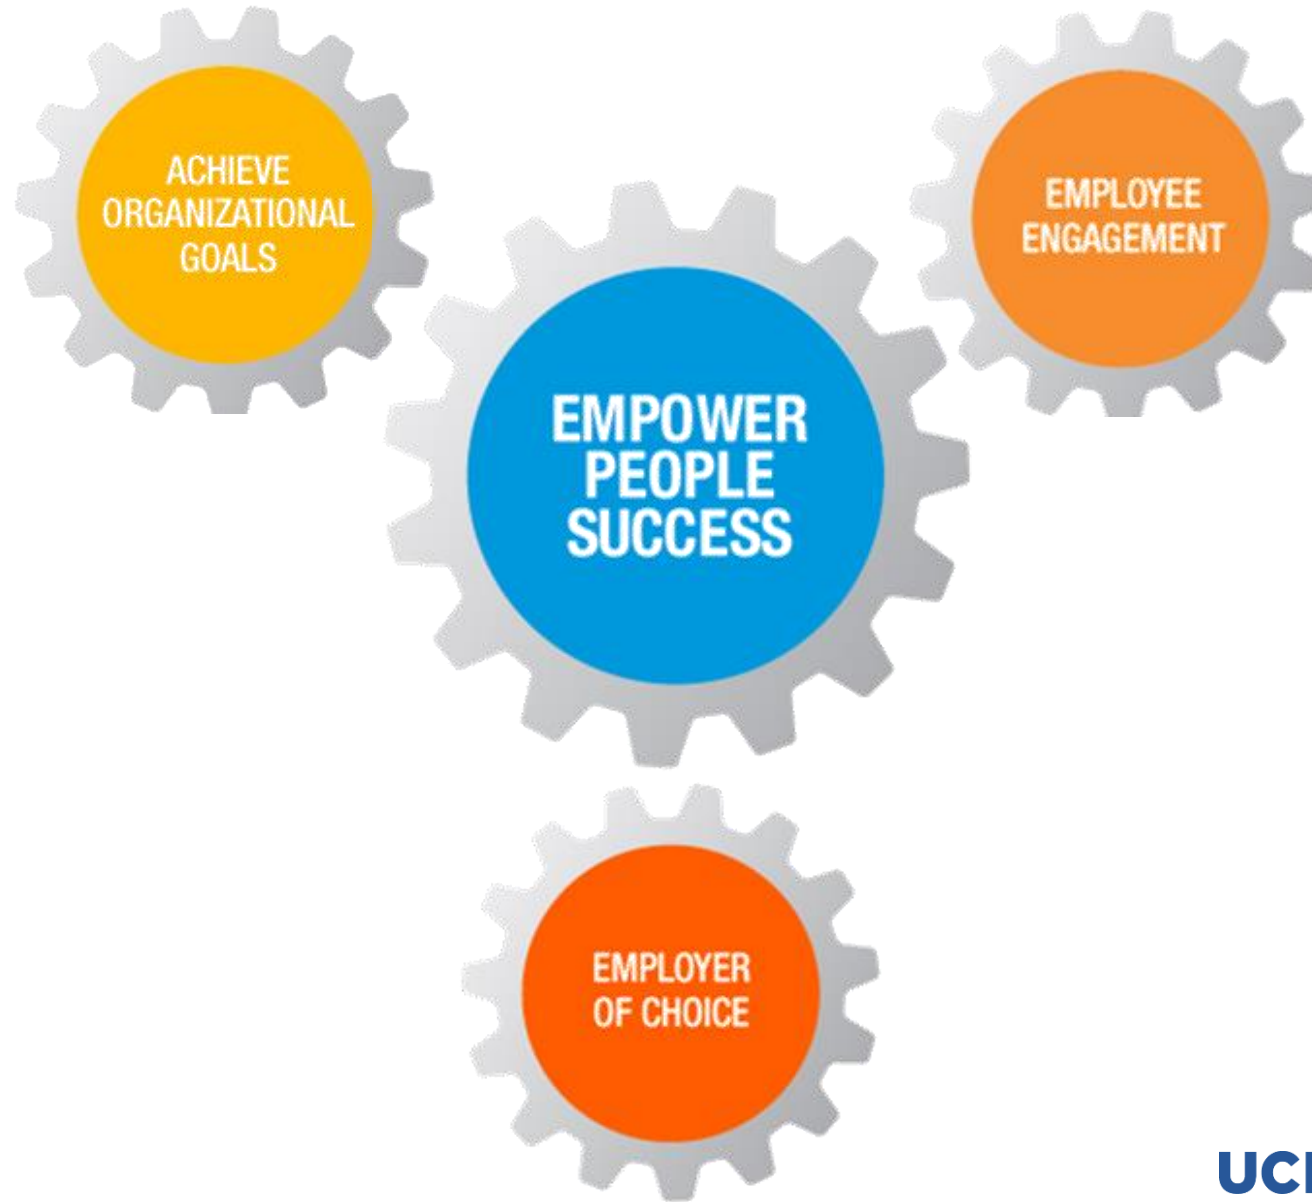 ACHIEVE
ORGANIZATIONAL
GOALS
EMPLOYEE
ENGAGEMENT
EMPOWER
PEOPLE
SUCCESS
EMPLOYER
OF CHOICE